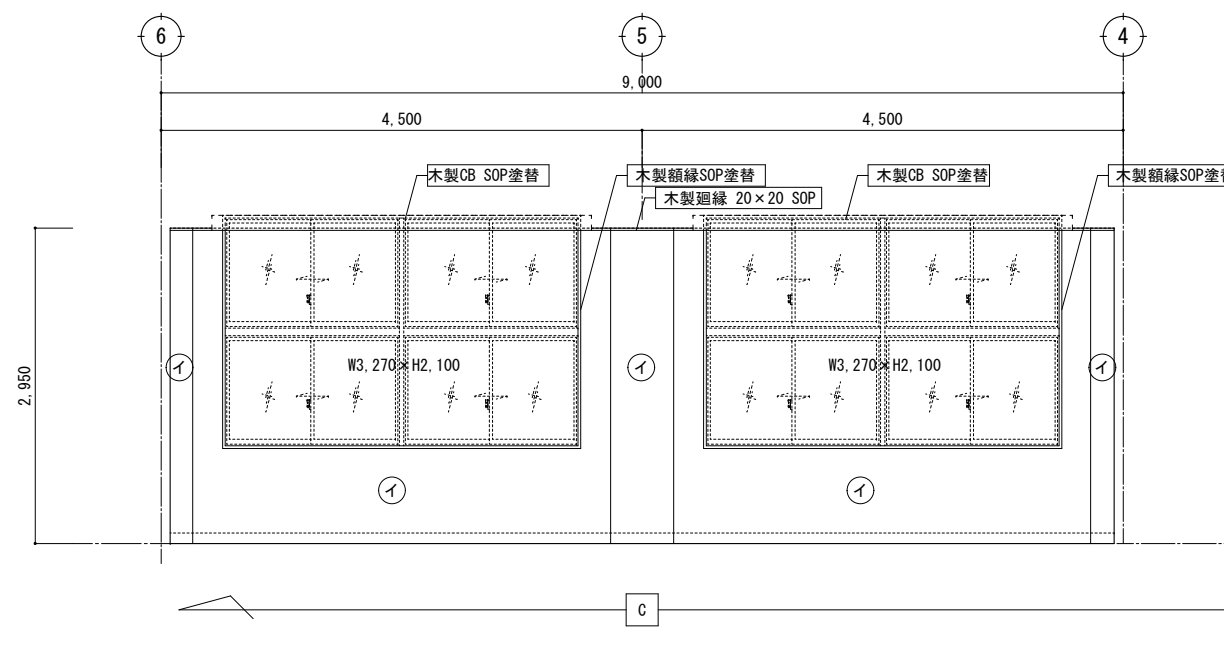 6 5 4
9,000
4,500 4,500
木製CB SOP塗替 木製額縁SOP塗替 木製CB SOP塗替 木製額縁SOP塗替
木製廻縁 20×20 SOP
2,950
W3,270×H2,100 W3,270×H2,100
イ イ イ
イ イ
C